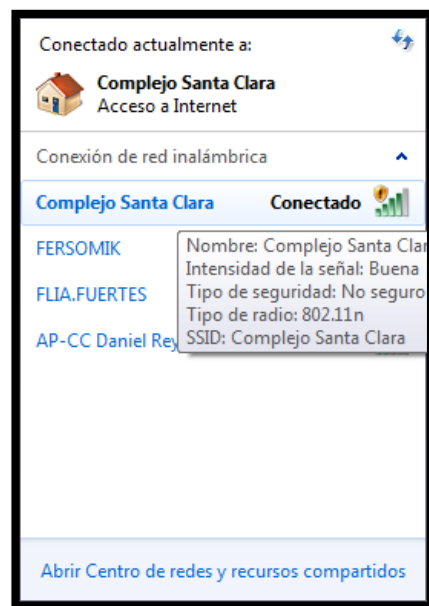 Conectado actualmente a:
Complejo Santa Clara
Acceso a Internet
Conexión de red inalámbrica
Complejo Santa Clara Conectado
FERSOMIK
FLIA.FUERTES
AP-CC Daniel Rey
Nombre: Complejo Santa Clar
Intensidad de la señal: Buena
Tipo de seguridad: No seguro
Tipo de radio: 802.11n
SSID: Complejo Santa Clara
Abrir Centro de redes y recursos compartidos